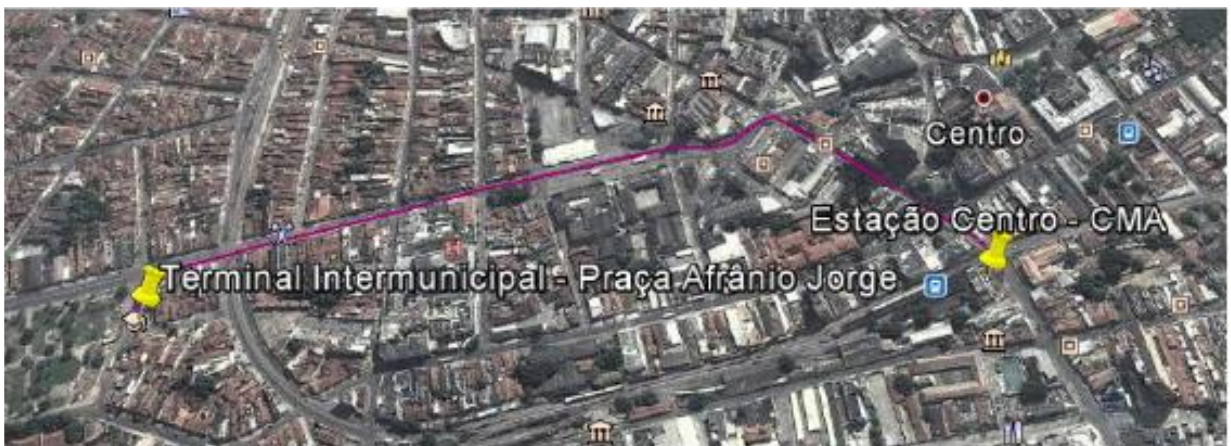 Centro
Estação Centro - CMA
Terminal Intermunicipal - Praça Afrânio Jorge